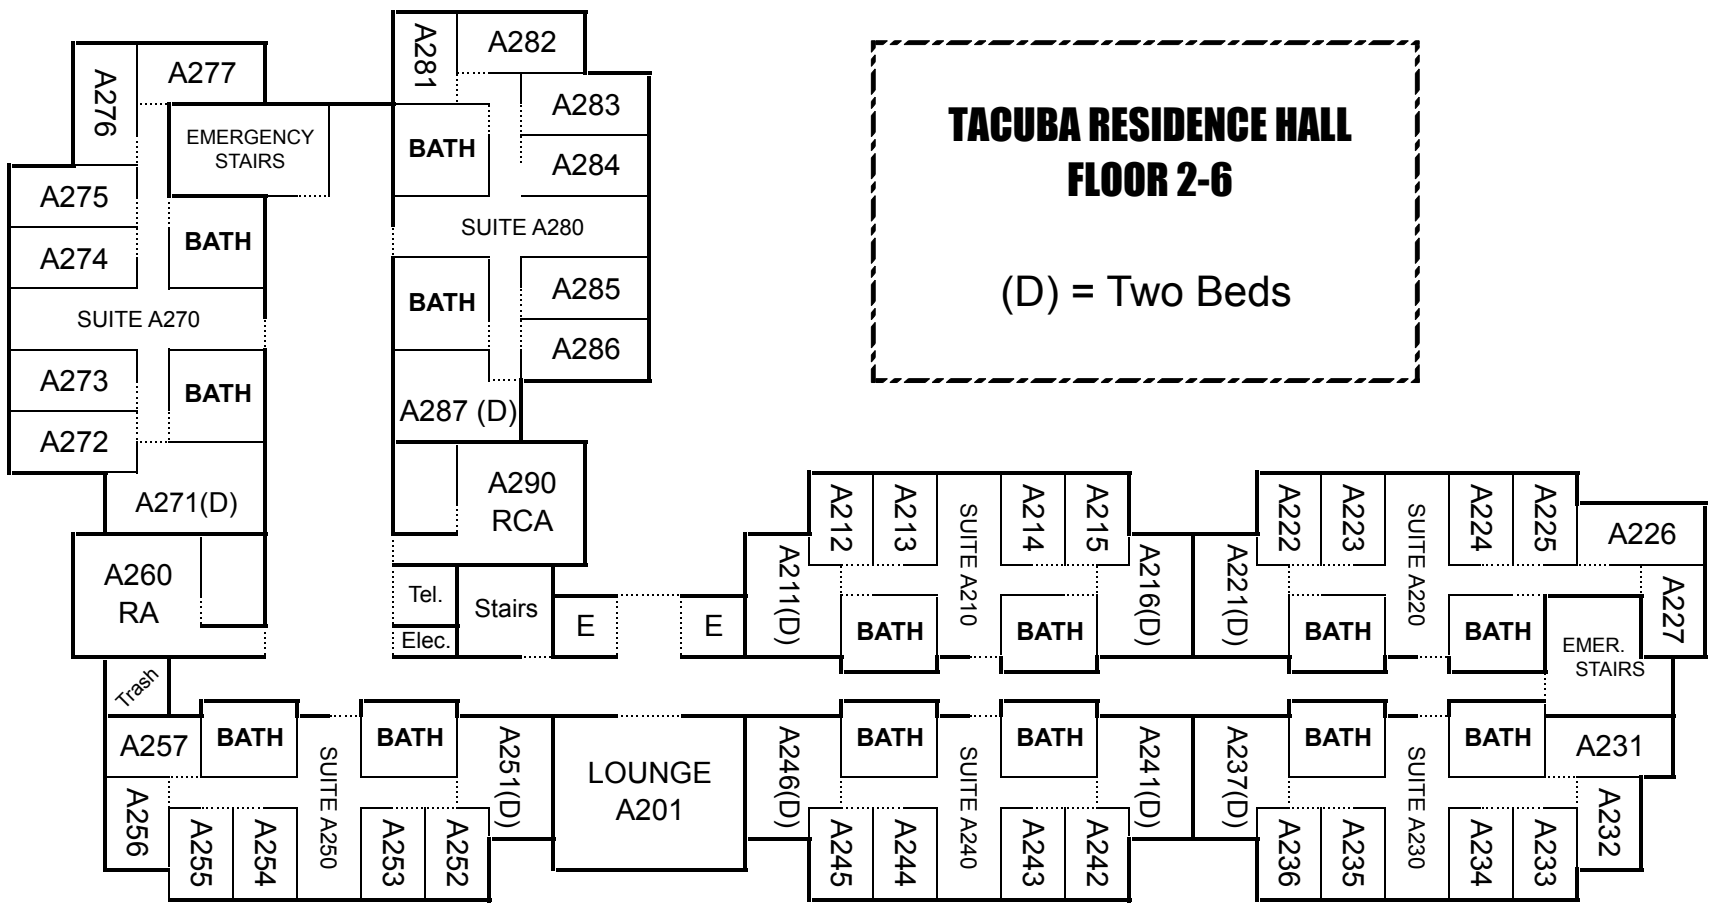 TACUBA RESIDENCE HALL
FLOOR 2-6
(D) = Two Beds
A276
A277
EMERGENCY
STAIRS
A275
A274
BATH
SUITE A270
A273
A272
BATH
A271(D)
A260
RA
Trash
A281
A282
A283
A284
BATH
SUITE A280
A285
A286
BATH
A287 (D)
A290
RCA
Tel.
Elec.
Stairs
E
E
A211(D)
A212
A213
SUITE A210
A214
A215
A216(D)
BATH
BATH
A221(D)
A222
A223
SUITE A220
A224
A225
A226
A227
BATH
BATH
EMER.
STAIRS
A257
A256
BATH
BATH
A255
A254
SUITE A250
A253
A252
A251(D)
LOUNGE
A201
A246(D)
BATH
BATH
A245
A244
SUITE A240
A243
A242
A241(D)
A237(D)
BATH
BATH
A236
A235
SUITE A230
A234
A233
A232
A231